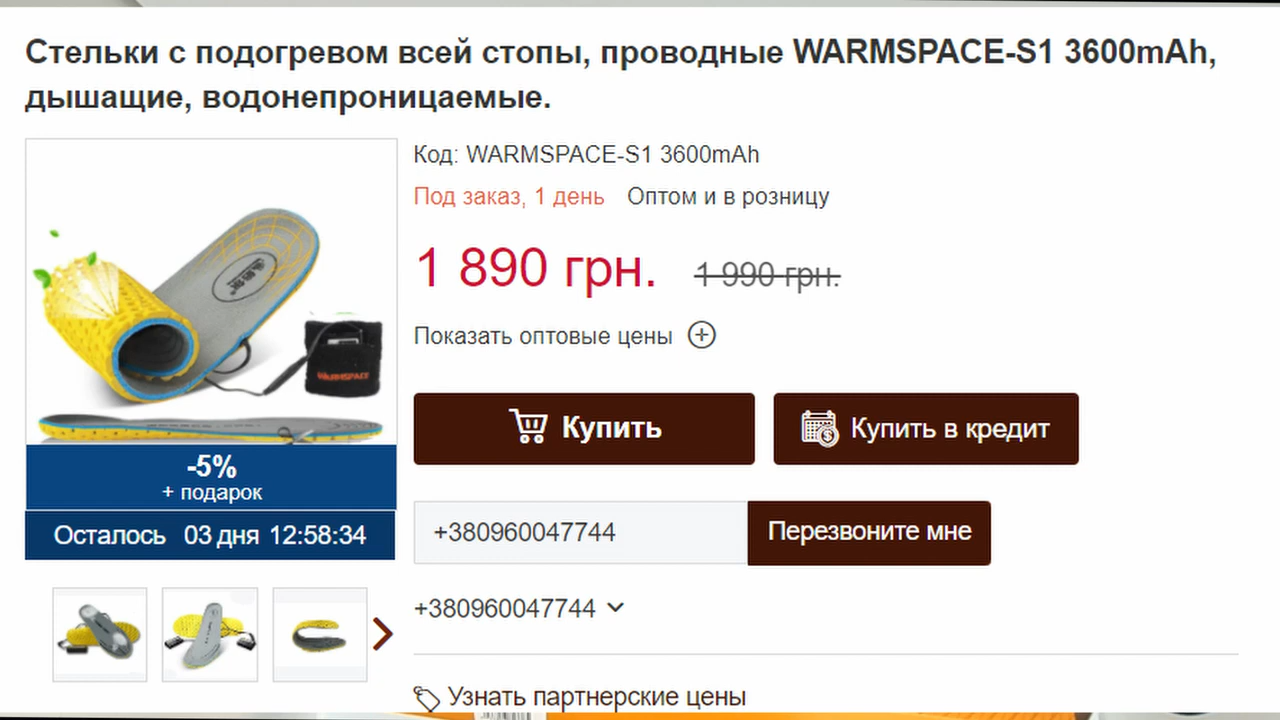 Стельки с подогревом всей стопы, проводные WARMSPACE-S1 3600mAh,
дышащие, водонепроницаемые.
Код: WARMSPACE-S1 3600mAh
Под заказ, 1 день Оптом и в розницу
1 890 грн. 1 990 грн.
Показать оптовые цены
WARMSPACE
Купить
Купить в кредит
-5%
+ подарок
Осталось 03 дня 12:58:34
+380960047744
Перезвоните мне
+380960047744
Узнать партнерские цены